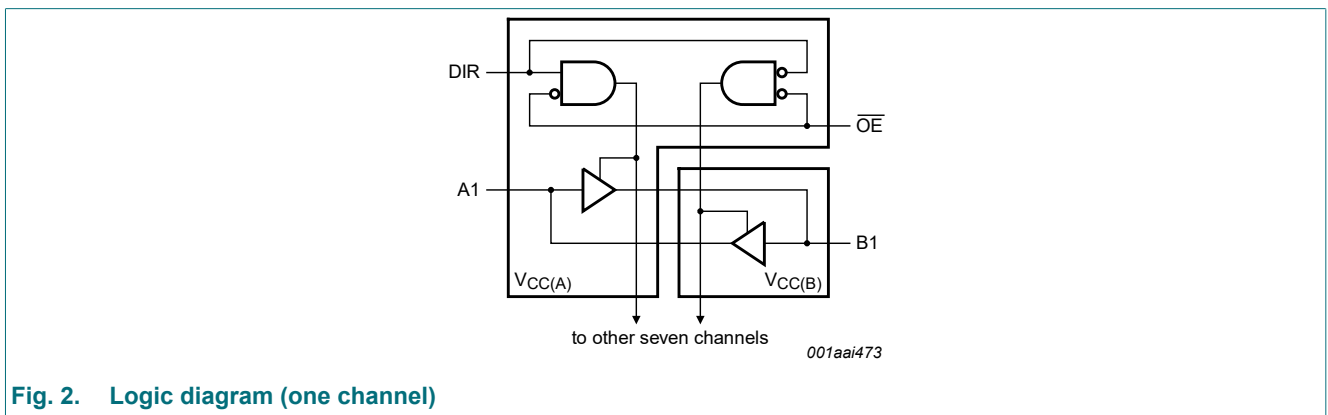 DIR
OE
A1
B1
VCC(A)
VCC(B)
to other seven channels
001aai473
Fig. 2. Logic diagram (one channel)